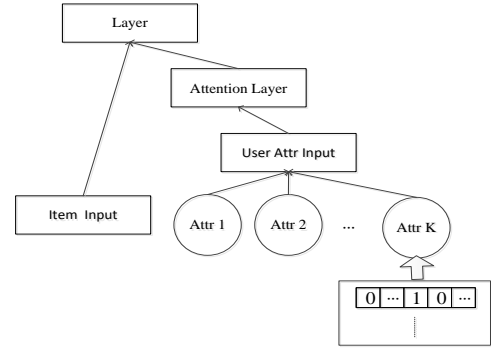 Layer
Attention Layer
User Attr Input
Item Input
Attr 1
Attr 2
...
Attr K
0 ... 1 0 ...